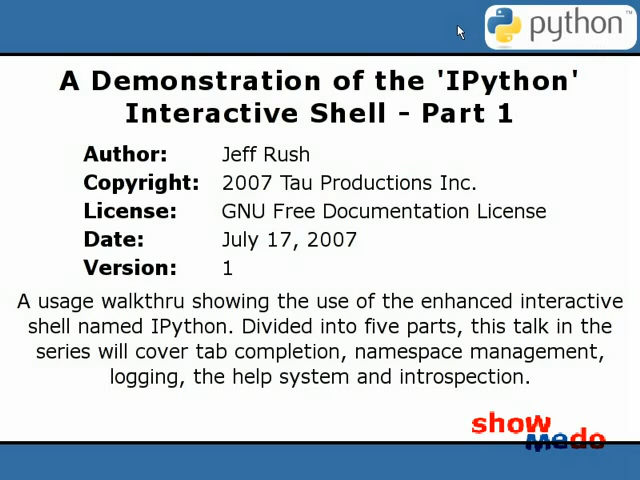 python™
A Demonstration of the 'IPython'
Interactive Shell - Part 1
Author: Jeff Rush
Copyright: 2007 Tau Productions Inc.
License: GNU Free Documentation License
Date: July 17, 2007
Version: 1
A usage walkthru showing the use of the enhanced interactive
shell named IPython. Divided into five parts, this talk in the
series will cover tab completion, namespace management,
logging, the help system and introspection.
show
medo